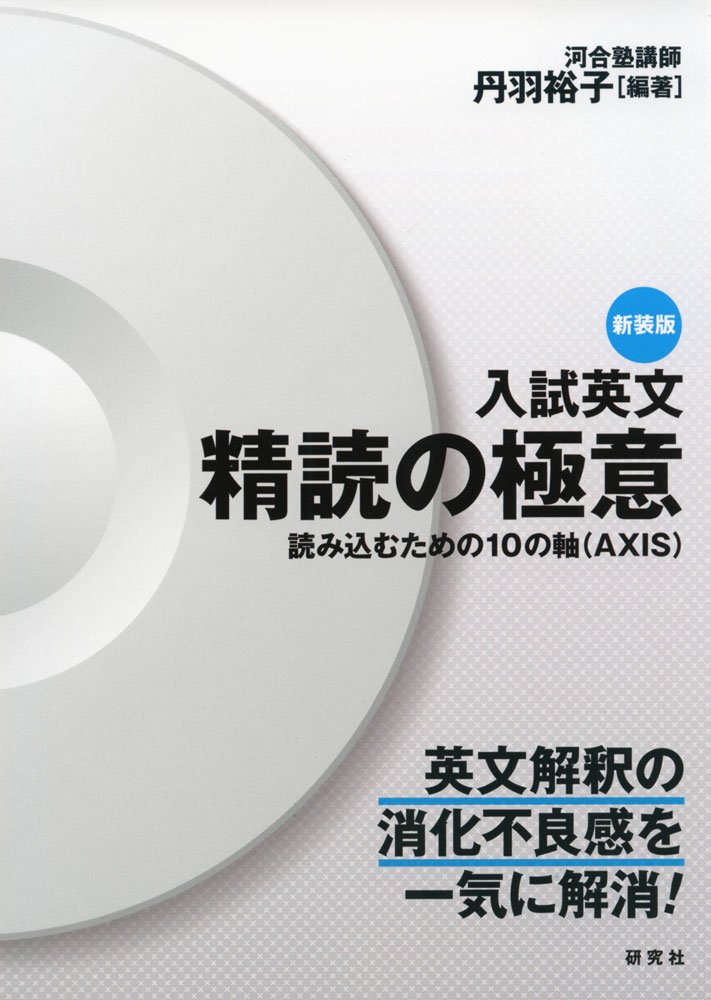 河合塾講師
丹羽裕子[編著]
新装版
入試英文
精読の極意
読み込むための10の軸(AXIS)
英文解釈の
消化不良感を
一気に解消!
研究社